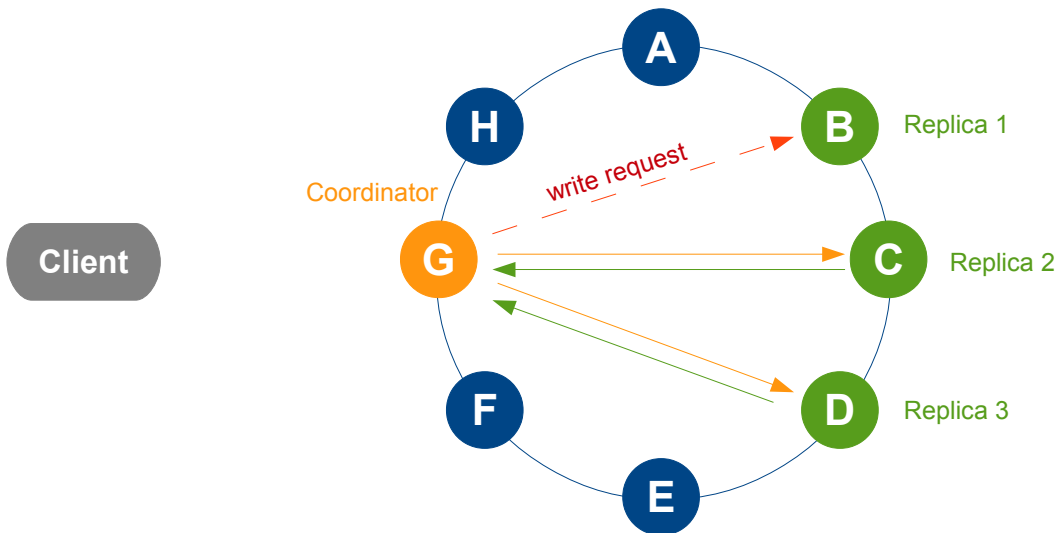 A
H
B
Replica 1
write request
Coordinator
Client
G
C
Replica 2
F
D
Replica 3
E